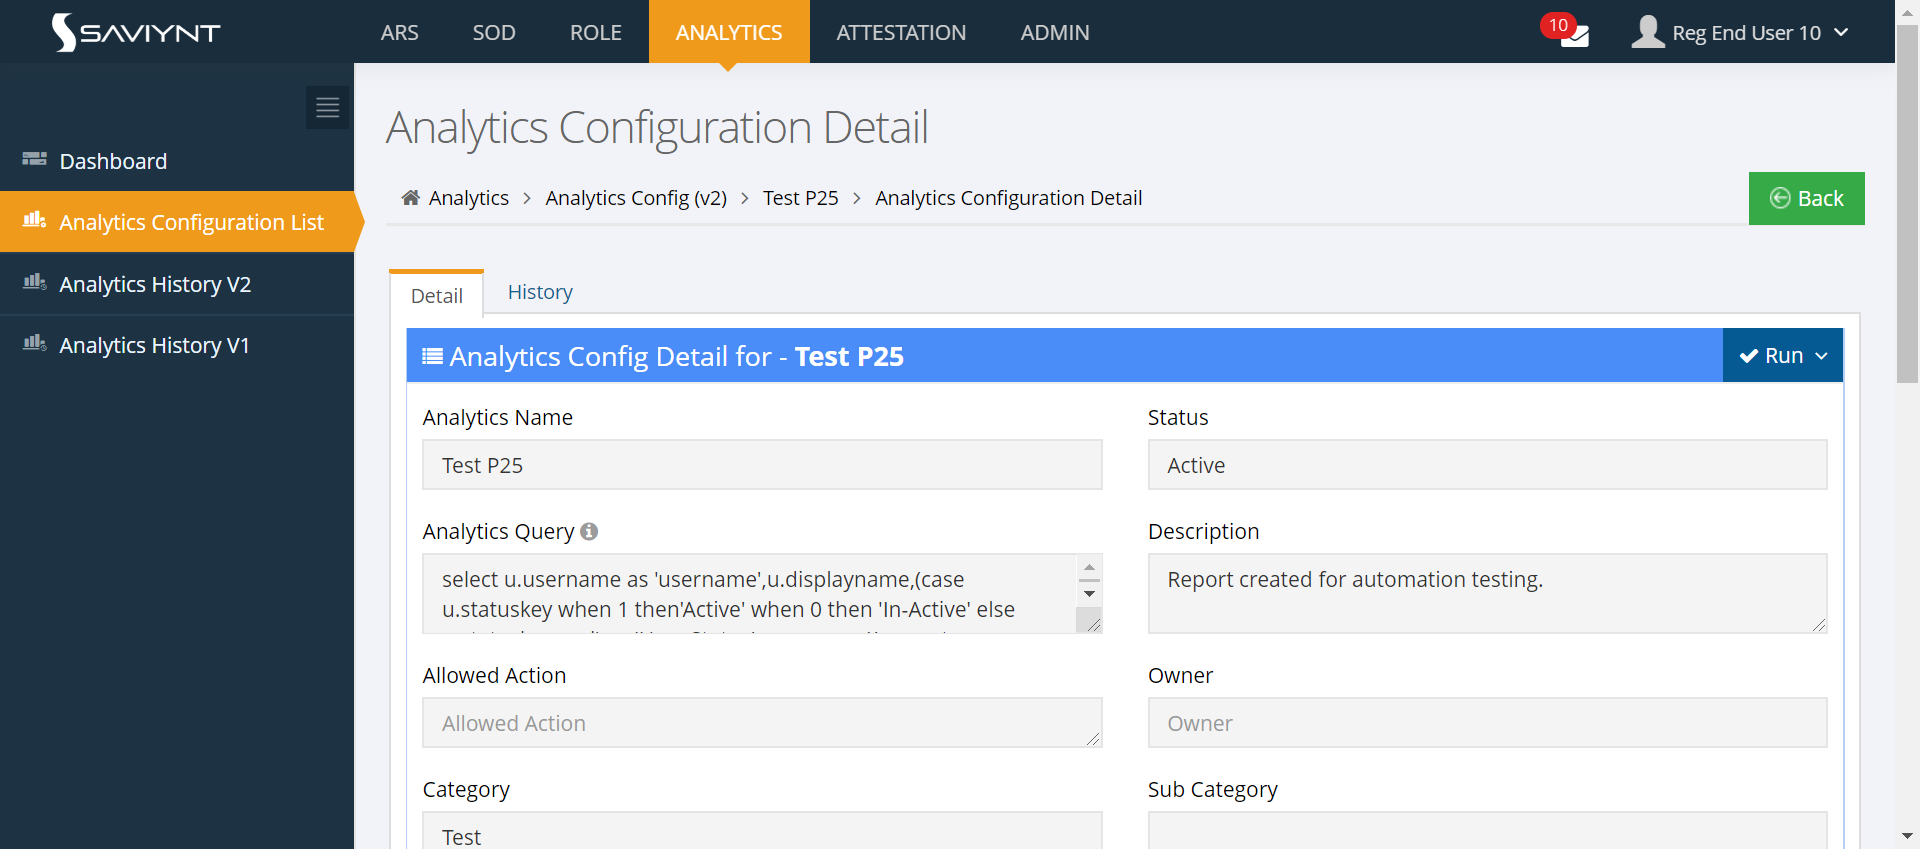 SAVIYNT
ARS SOD ROLE ANALYTICS ATTESTATION ADMIN
10
Reg End User 10
Dashboard
Analytics Configuration List
Analytics History V2
Analytics History V1
Analytics Configuration Detail
Analytics > Analytics Config (v2) > Test P25 > Analytics Configuration Detail
Back
Detail History
Analytics Config Detail for - Test P25
Run
Analytics Name
Test P25
Status
Active
Analytics Query
select u.username as 'username',u.displayname,(case
u.statuskey when 1 then'Active' when 0 then 'In-Active' else
Description
Report created for automation testing.
Allowed Action
Allowed Action
Owner
Owner
Category
Test
Sub Category